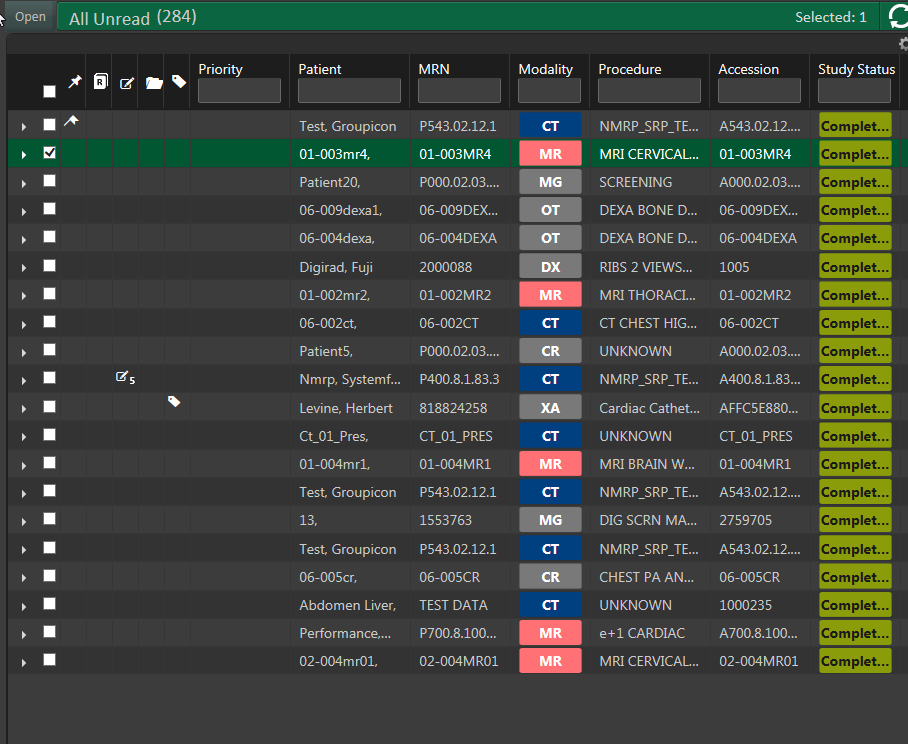 Open All Unread (284) Selected: 1
R Priority Patient MRN Modality Procedure Accession Study Status
Test, Groupicon P543.02.12.1 CT NMRP_SRP_TE... A543.02.12.... Complet...
01-003mr4, 01-003MR4 MR MRI CERVICAL... 01-003MR4 Complet...
Patient20, P000.02.03.... MG SCREENING A000.02.03.... Complet...
06-009dexa1, 06-009DEX... OT DEXA BONE D... 06-009DEX... Complet...
06-004dexa, 06-004DEXA OT DEXA BONE D... 06-004DEXA Complet...
Digirad, Fuji 2000088 DX RIBS 2 VIEWS... 1005 Complet...
01-002mr2, 01-002MR2 MR MRI THORACI... 01-002MR2 Complet...
06-002ct, 06-002CT CT CT CHEST HIG... 06-002CT Complet...
Patient5, P000.02.03.... CR UNKNOWN A000.02.03.... Complet...
5 Nmrp, Systemf... P400.8.1.83.3 CT NMRP_SRP_TE... A400.8.1.83... Complet...
Levine, Herbert 818824258 XA Cardiac Cathet... AFFC5E880... Complet...
Ct_01_Pres, CT_01_PRES CT UNKNOWN CT_01_PRES Complet...
01-004mr1, 01-004MR1 MR MRI BRAIN W... 01-004MR1 Complet...
Test, Groupicon P543.02.12.1 CT NMRP_SRP_TE... A543.02.12.... Complet...
13, 1553763 MG DIG SCRN MA... 2759705 Complet...
Test, Groupicon P543.02.12.1 CT NMRP_SRP_TE... A543.02.12.... Complet...
06-005cr, 06-005CR CR CHEST PA AN... 06-005CR Complet...
Abdomen Liver, TEST DATA CT UNKNOWN 1000235 Complet...
Performance,... P700.8.100... MR e+1 CARDIAC A700.8.100... Complet...
02-004mr01, 02-004MR01 MR MRI CERVICAL... 02-004MR01 Complet...